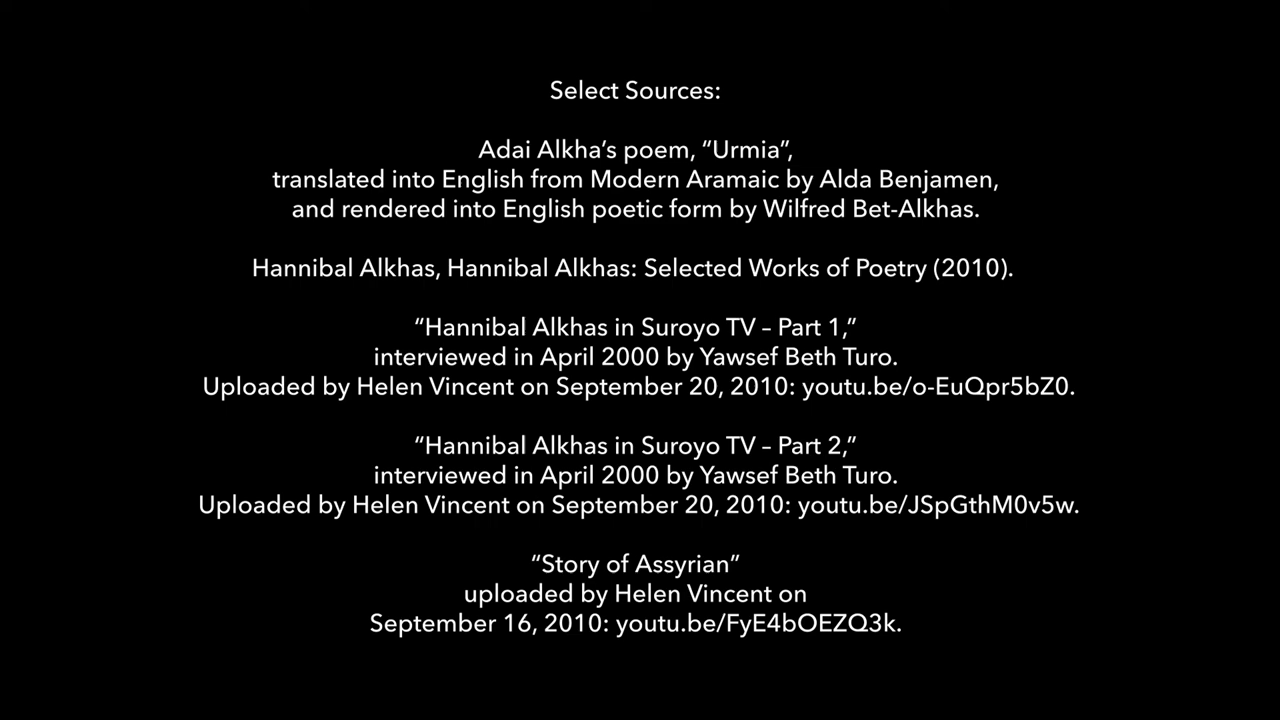 Select Sources:
Adai Alkha’s poem, “Urmia”,
translated into English from Modern Aramaic by Alda Benjamen,
and rendered into English poetic form by Wilfred Bet-Alkhas.
Hannibal Alkhas, Hannibal Alkhas: Selected Works of Poetry (2010).
“Hannibal Alkhas in Suroyo TV – Part 1,”
interviewed in April 2000 by Yawsef Beth Turo.
Uploaded by Helen Vincent on September 20, 2010: youtu.be/o-EuQpr5bZ0.
“Hannibal Alkhas in Suroyo TV – Part 2,”
interviewed in April 2000 by Yawsef Beth Turo.
Uploaded by Helen Vincent on September 20, 2010: youtu.be/JSpGthM0v5w.
“Story of Assyrian”
uploaded by Helen Vincent on
September 16, 2010: youtu.be/FyE4bOEZQ3k.